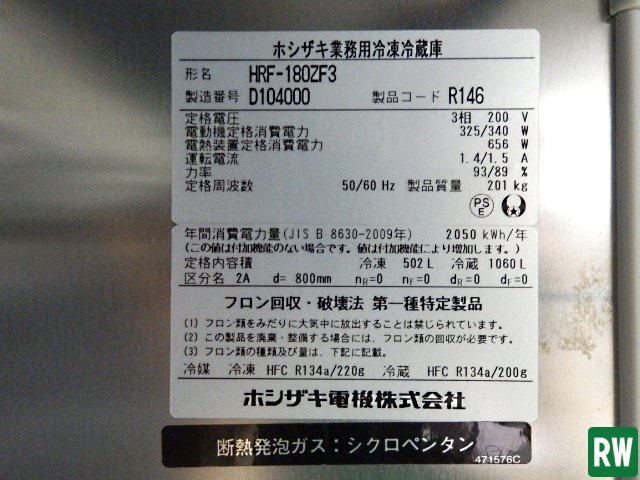 ホシザキ業務用冷凍冷蔵庫
形名 HRF-180ZF3
製造番号 D104000 製品コード R146
定格電圧 3相 200 V
電動機定格消費電力 325/340 W
電熱装置定格消費電力 656 W
運転電流 1.4/1.5 A
力率 93/89 %
定格周波数 50/60 Hz 製品質量 201 kg
PS
E
年間消費電力量(JIS B 8630-2009年) 2050 kWh/年
(この値は付加機能のない場合です。値は付加機能により増加します。)
定格内容積 冷凍 502 L 冷蔵 1060 L
区分名 2A d= 800mm nR=0 nF=0 dR=0 dF=0
フロン回収・破壊法 第一種特定製品
(1) フロン類をみだりに大気中に放出することは禁じられています。
(2) この製品を廃棄・整備する場合には、フロン類の回収が必要です。
(3) フロン類の種類及び量は、下記に記載。
冷媒 冷凍 HFC R134a/220g 冷蔵 HFC R134a/200g
ホシザキ電機株式会社
断熱発泡ガス：シクロペンタン
471576C
RW